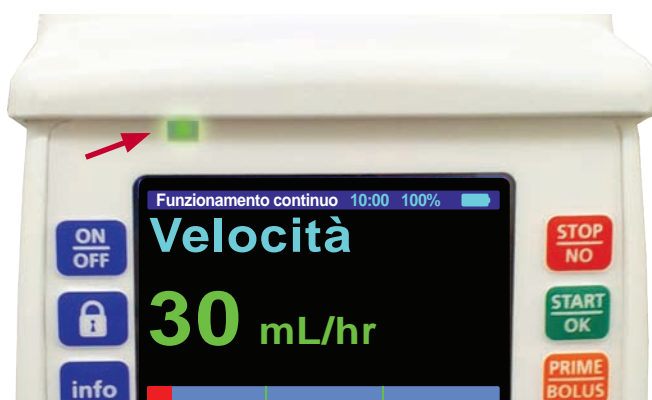 Funzionamento continuo 10:00 100%
Velocità
30 mL/hr
ON
OFF
info
STOP
NO
START
OK
PRIME
BOLUS